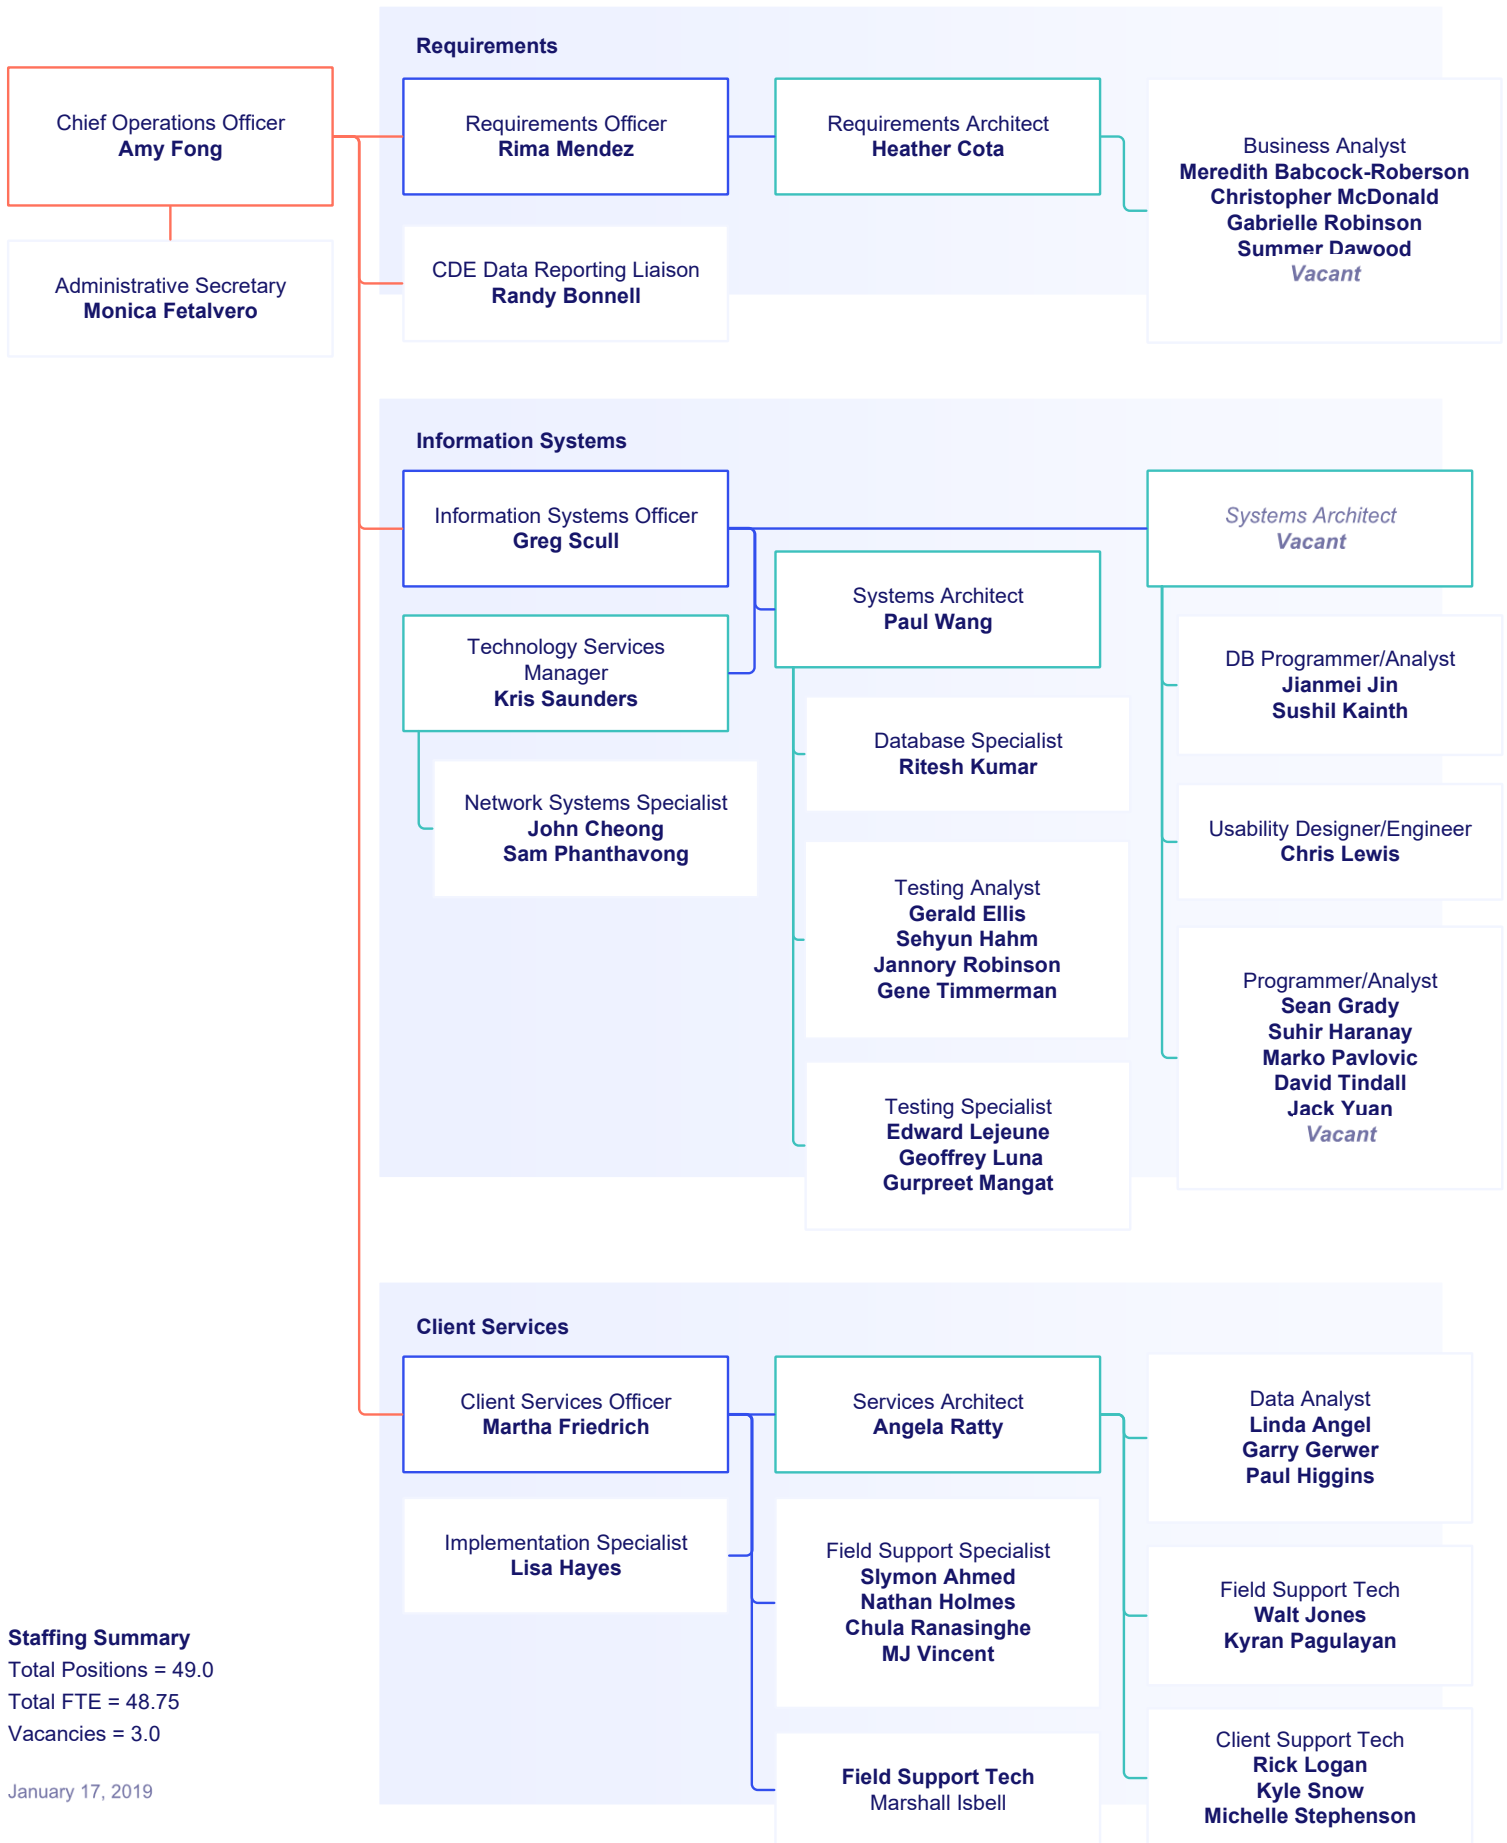 Requirements
Chief Operations Officer
Amy Fong
Administrative Secretary
Monica Fetalvero
Requirements Officer
Rima Mendez
CDE Data Reporting Liaison
Randy Bonnell
Requirements Architect
Heather Cota
Business Analyst
Meredith Babcock-Roberson
Christopher McDonald
Gabrielle Robinson
Summer Dawood
Vacant
Information Systems
Information Systems Officer
Greg Scull
Technology Services
Manager
Kris Saunders
Network Systems Specialist
John Cheong
Sam Phanthavong
Systems Architect
Paul Wang
Database Specialist
Ritesh Kumar
Testing Analyst
Gerald Ellis
Sehyun Hahm
Jannory Robinson
Gene Timmerman
Testing Specialist
Edward Lejeune
Geoffrey Luna
Gurpreet Mangat
Systems Architect
Vacant
DB Programmer/Analyst
Jianmei Jin
Sushil Kainth
Usability Designer/Engineer
Chris Lewis
Programmer/Analyst
Sean Grady
Suhir Haranay
Marko Pavlovic
David Tindall
Jack Yuan
Vacant
Client Services
Client Services Officer
Martha Friedrich
Implementation Specialist
Lisa Hayes
Services Architect
Angela Ratty
Field Support Specialist
Slymon Ahmed
Nathan Holmes
Chula Ranasinghe
MJ Vincent
Field Support Tech
Marshall Isbell
Data Analyst
Linda Angel
Garry Gerwer
Paul Higgins
Field Support Tech
Walt Jones
Kyran Pagulayan
Client Support Tech
Rick Logan
Kyle Snow
Michelle Stephenson
Staffing Summary
Total Positions = 49.0
Total FTE = 48.75
Vacancies = 3.0
January 17, 2019